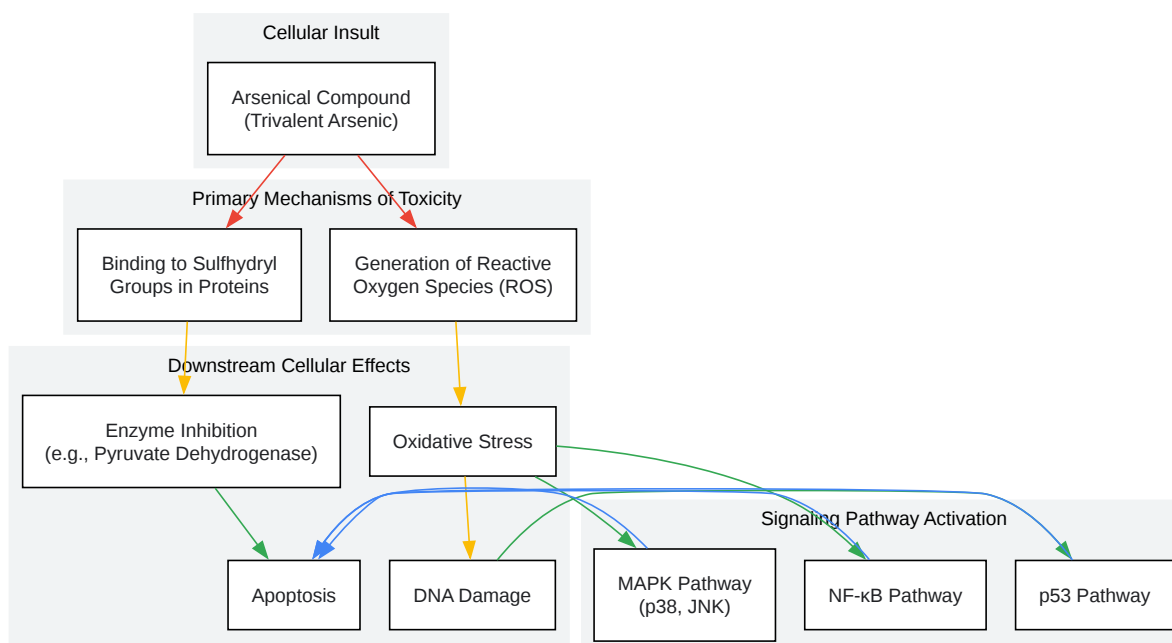 Cellular Insult
Arsenical Compound
(Trivalent Arsenic)
Primary Mechanisms of Toxicity
Binding to Sulfhydryl
Groups in Proteins
Generation of Reactive
Oxygen Species (ROS)
Downstream Cellular Effects
Enzyme Inhibition
(e.g., Pyruvate Dehydrogenase)
Oxidative Stress
Apoptosis
DNA Damage
Signaling Pathway Activation
MAPK Pathway
(p38, JNK)
NF-κB Pathway
p53 Pathway